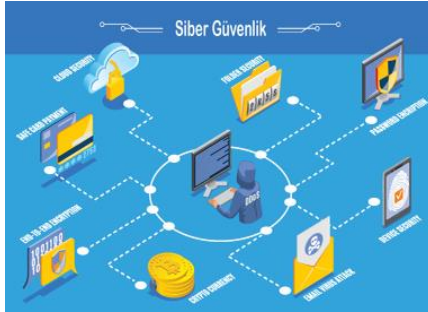 Siber Güvenlik
CLOUD SECURITY
FOLDER SECURITY
SAFE CARD PAYMENT
PASSWORD ENCRYPTION
DDOS
END-TO-END ENCRYPTION
DEVICE SECURITY
CRYPTO CURRENCY
EMAIL VIRUS ATTACK